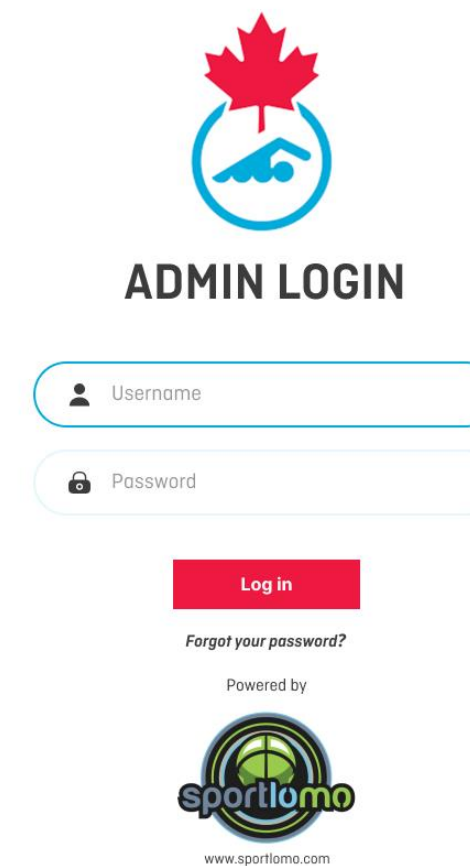 ADMIN LOGIN
Username
Password
Log in
Forgot your password?
Powered by
sportlomo
www.sportlomo.com